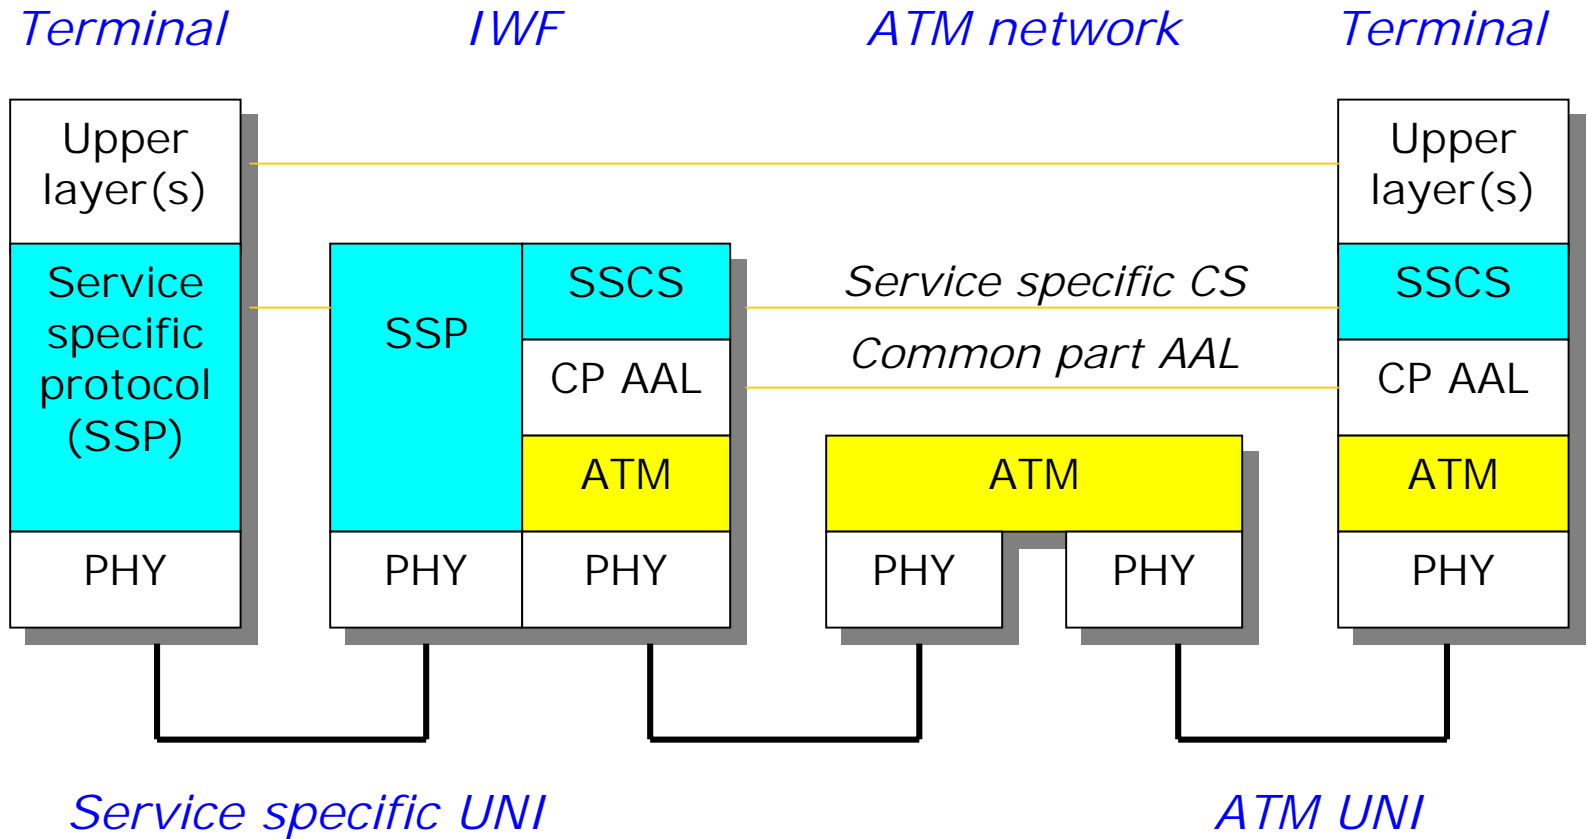 Terminal
IWF
ATM network
Terminal
Upper
layer(s)
Service
specific
protocol
(SSP)
PHY
SSP
PHY
SSCS
CP AAL
ATM
PHY
Service specific CS
Common part AAL
ATM
PHY
PHY
Upper
layer(s)
SSCS
CP AAL
ATM
PHY
Service specific UNI
ATM UNI